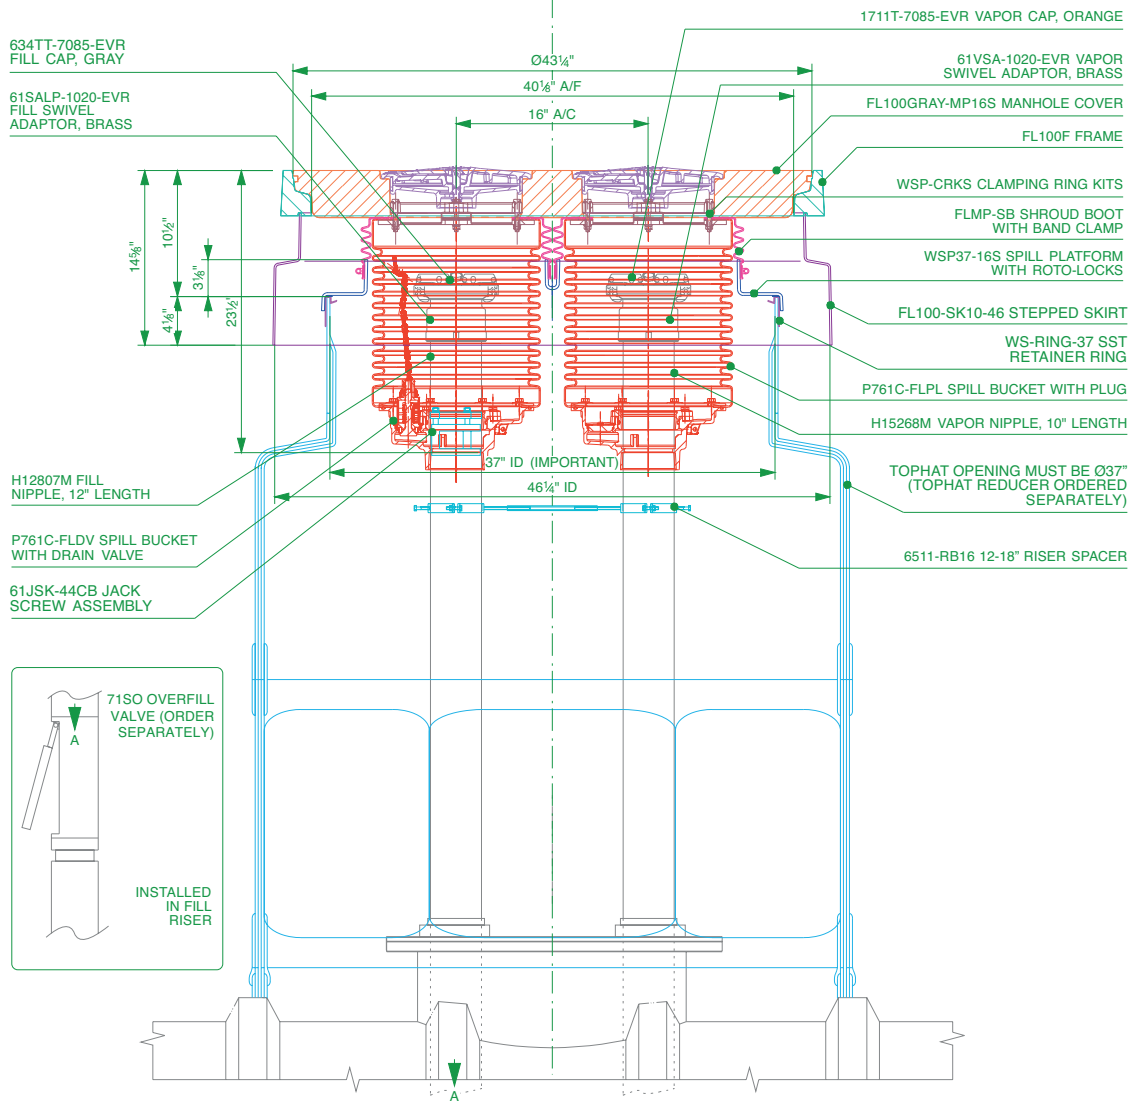 634TT-7085-EVR
FILL CAP, GRAY
61SALP-1020-EVR
FILL SWIVEL
ADAPTOR, BRASS
1711T-7085-EVR VAPOR CAP, ORANGE
61VSA-1020-EVR VAPOR
SWIVEL ADAPTOR, BRASS
FL100GRAY-MP16S MANHOLE COVER
FL100F FRAME
WSP-CRKS CLAMPING RING KITS
FLMP-SB SHROUD BOOT
WITH BAND CLAMP
WSP37-16S SPILL PLATFORM
WITH ROTO-LOCKS
FL100-SK10-46 STEPPED SKIRT
WS-RING-37 SST
RETAINER RING
P761C-FLPL SPILL BUCKET WITH PLUG
H15268M VAPOR NIPPLE, 10" LENGTH
TOPHAT OPENING MUST BE Ø37"
(TOPHAT REDUCER ORDERED
SEPARATELY)
6511-RB16 12-18" RISER SPACER
Ø43¼"
40⅛" A/F
16" A/C
14⅝"
10½"
3⅛"
4⅛"
23½"
37" ID (IMPORTANT)
46¼" ID
H12807M FILL
NIPPLE, 12" LENGTH
P761C-FLDV SPILL BUCKET
WITH DRAIN VALVE
61JSK-44CB JACK
SCREW ASSEMBLY
71SO OVERFILL
VALVE (ORDER
SEPARATELY)
A
INSTALLED
IN FILL
RISER
A